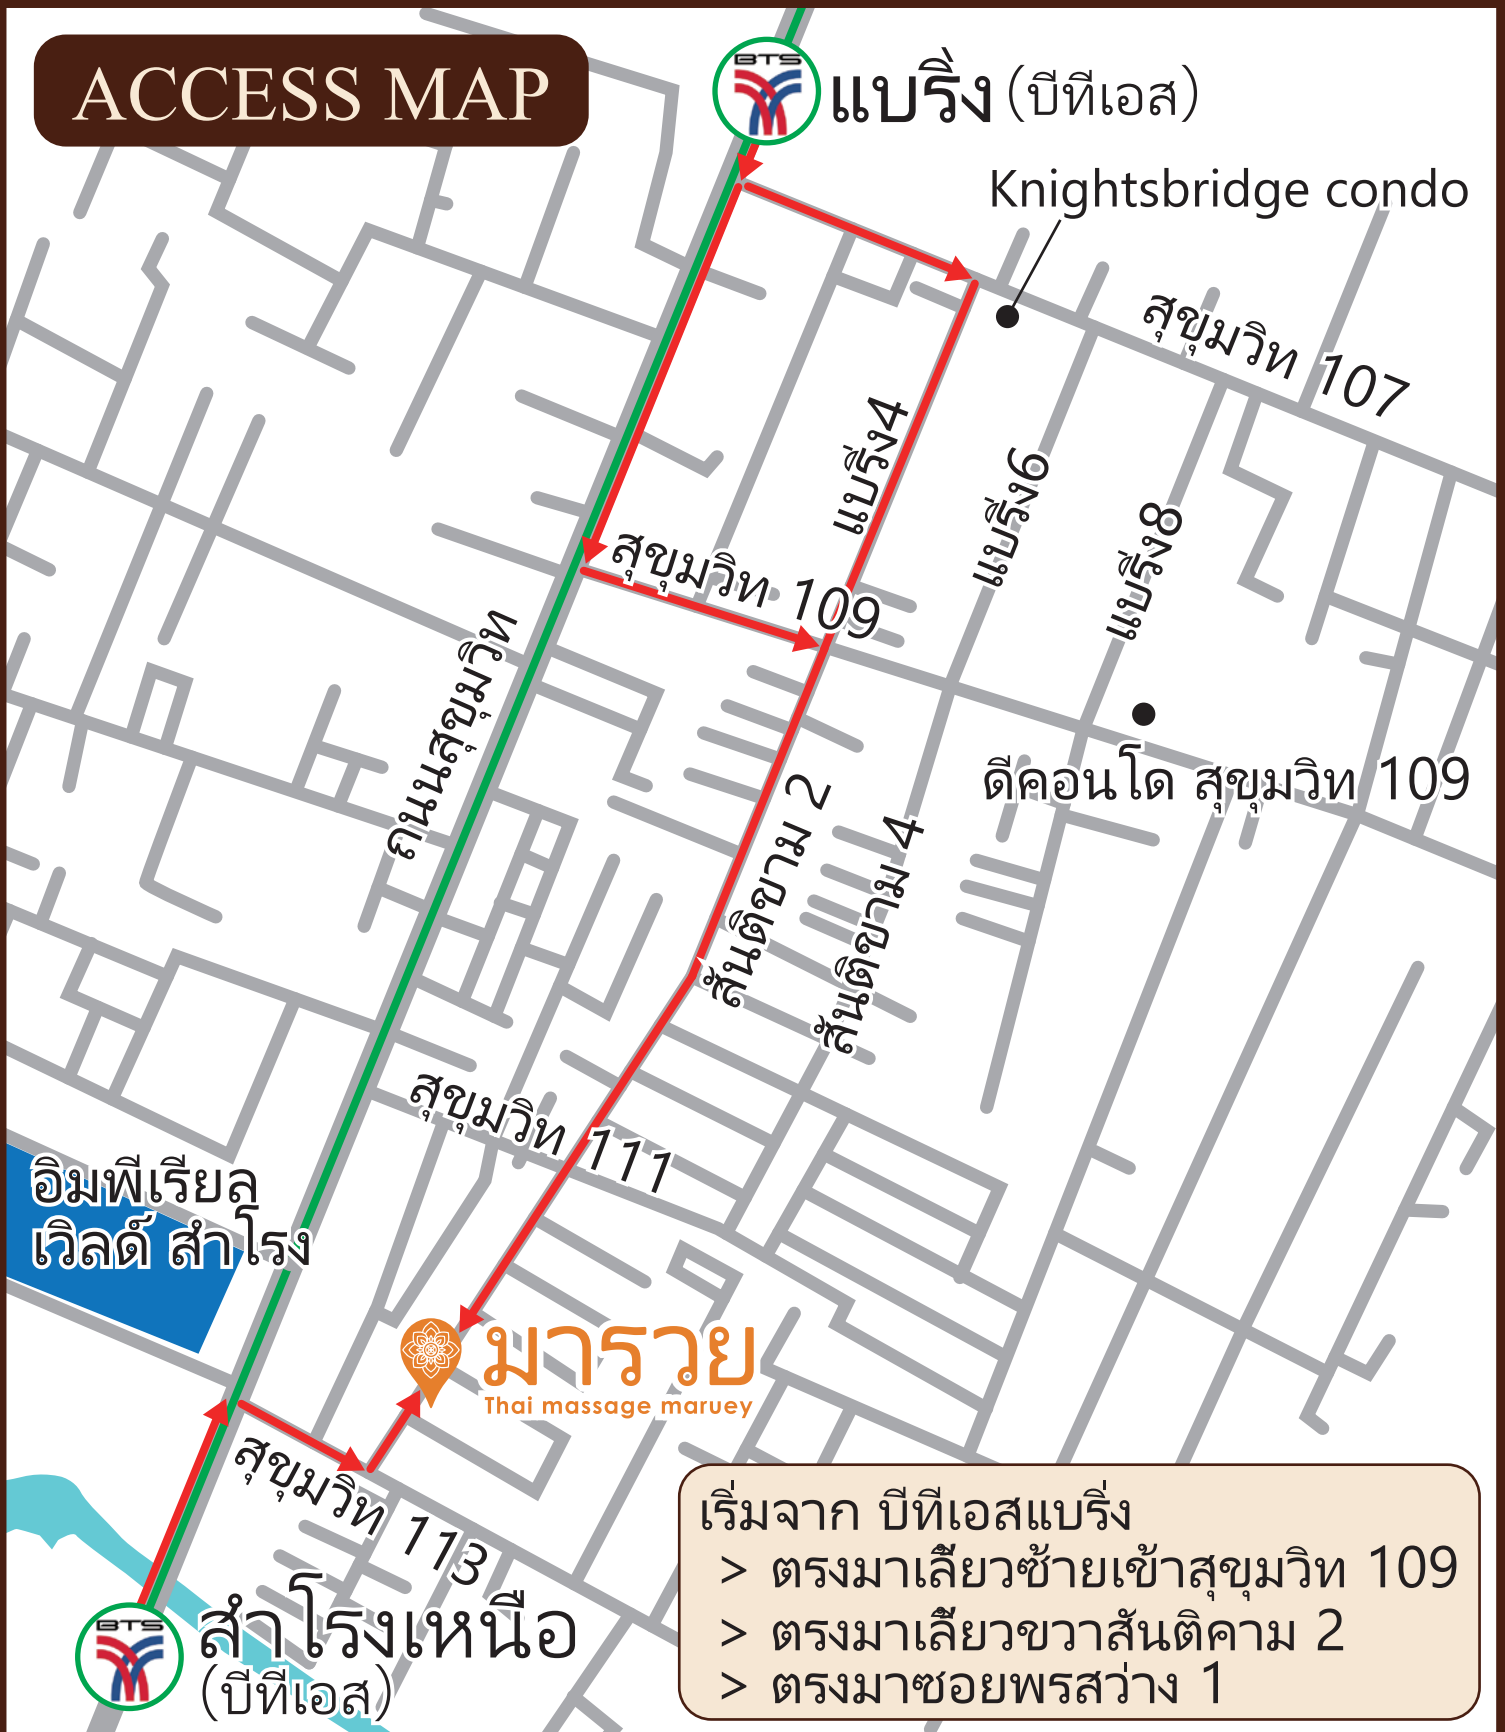 ACCESS MAP
BTS
แบริ่ง (บีทีเอส)
Knightsbridge condo
สุขุมวิท 107
แบริ่ง4
แบริ่ง6
แบริ่ง8
สุขุมวิท 109
ถนนสุขุมวิท
ดีคอนโด สุขุมวิท 109
สันติขาม 2
สันติขาม 4
สุขุมวิท 111
อิมพีเรียล
เวิลด์ สำโรง
มารวย
Thai massage maruey
สุขุมวิท 113
BTS
สำโรงเหนือ
(บีทีเอส)
เริ่มจาก บีทีเอสแบริ่ง
> ตรงมาเลี้ยวซ้ายเข้าสุขุมวิท 109
> ตรงมาเลี้ยวขวาสันติคาม 2
> ตรงมาซอยพรสว่าง 1